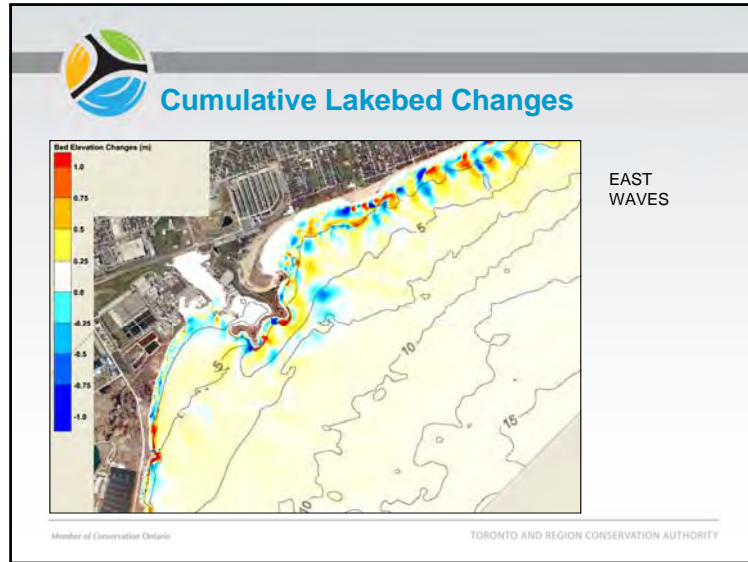 Cumulative Lakebed Changes
Bed Elevation Changes (m)
1.0
0.75
0.5
0.25
0.0
-0.25
-0.5
-0.75
-1.0
5
5
10
10
15
EAST
WAVES
Member of Conservation Ontario
TORONTO AND REGION CONSERVATION AUTHORITY